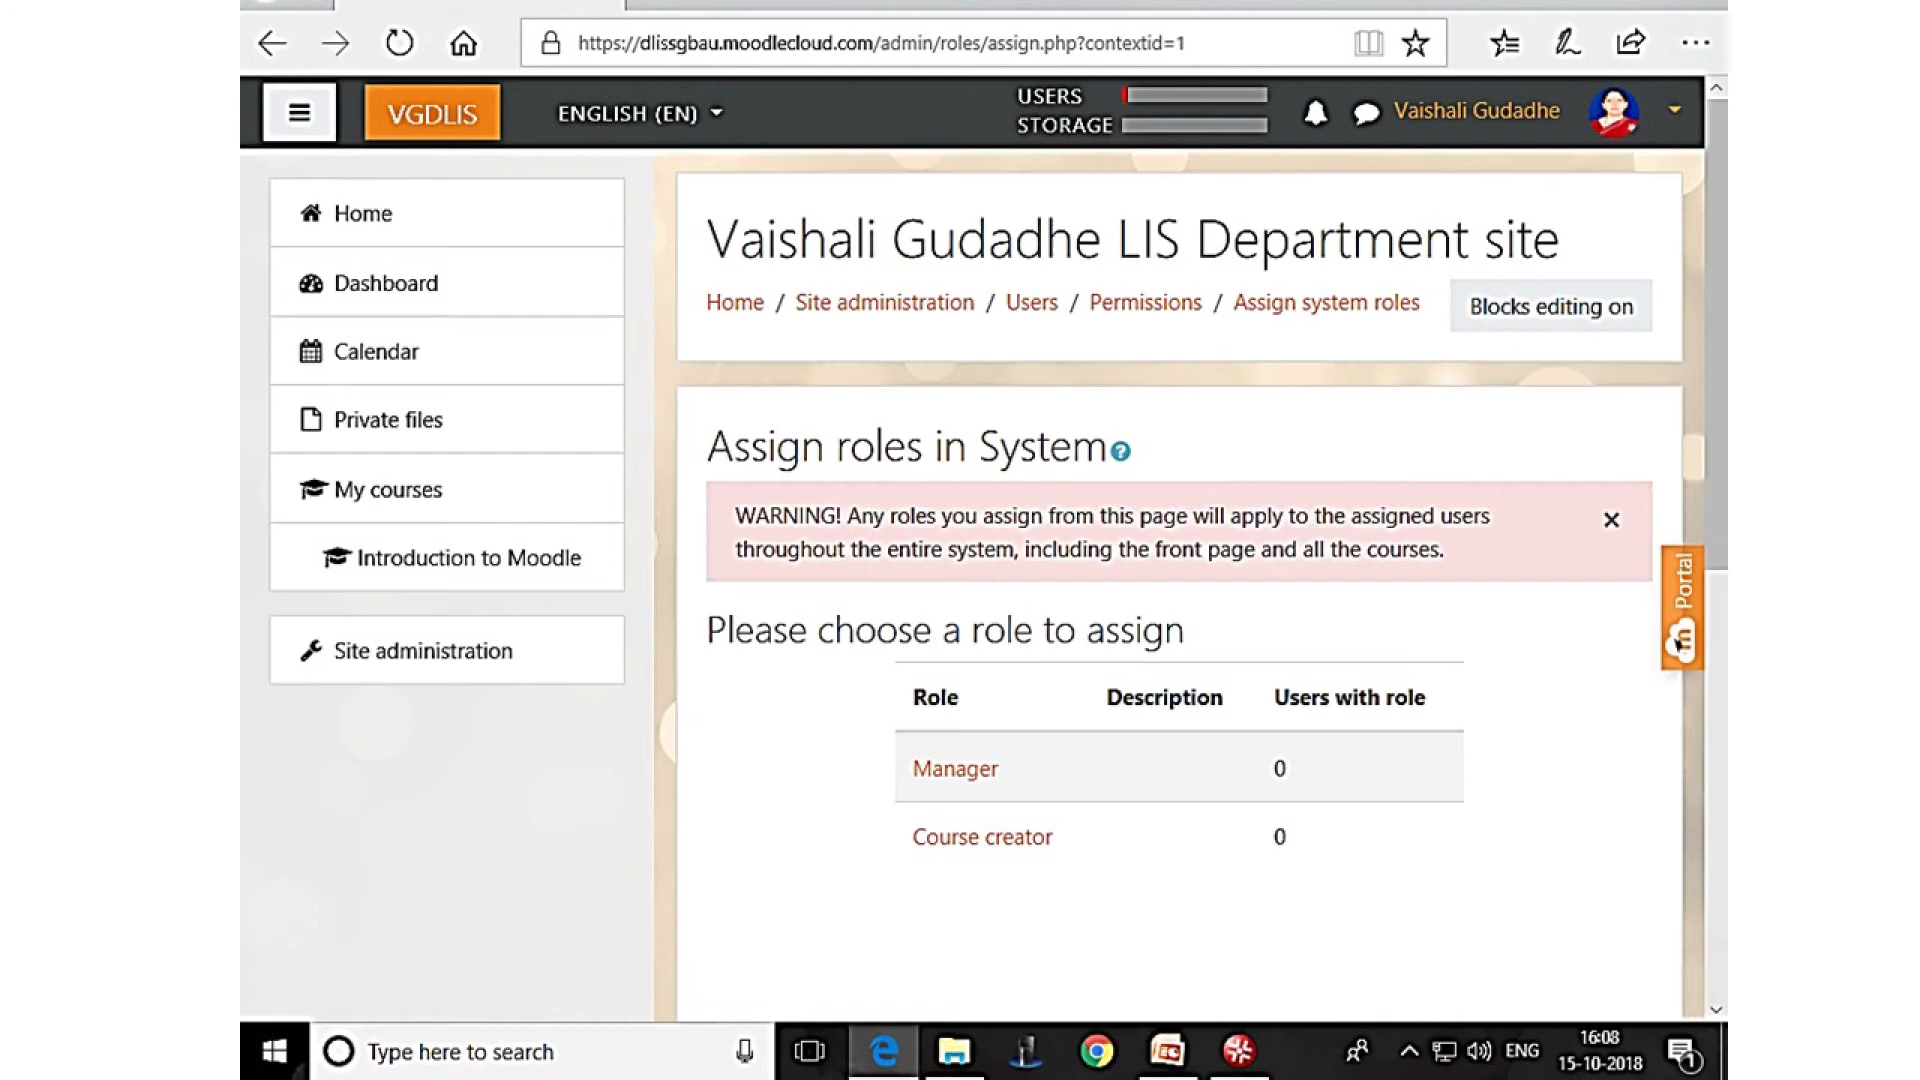 https://dlissgbau.moodlecloud.com/admin/roles/assign.php?contextid=1
VGDLIS
ENGLISH (EN)
USERS
STORAGE
Vaishali Gudadhe
Home
Dashboard
Calendar
Private files
My courses
Introduction to Moodle
Site administration
Vaishali Gudadhe LIS Department site
Home / Site administration / Users / Permissions / Assign system roles
Blocks editing on
Assign roles in System
WARNING! Any roles you assign from this page will apply to the assigned users
throughout the entire system, including the front page and all the courses.
Portal
Please choose a role to assign
Role Description Users with role
Manager 0
Course creator 0
Type here to search
ENG
16:08
15-10-2018
1